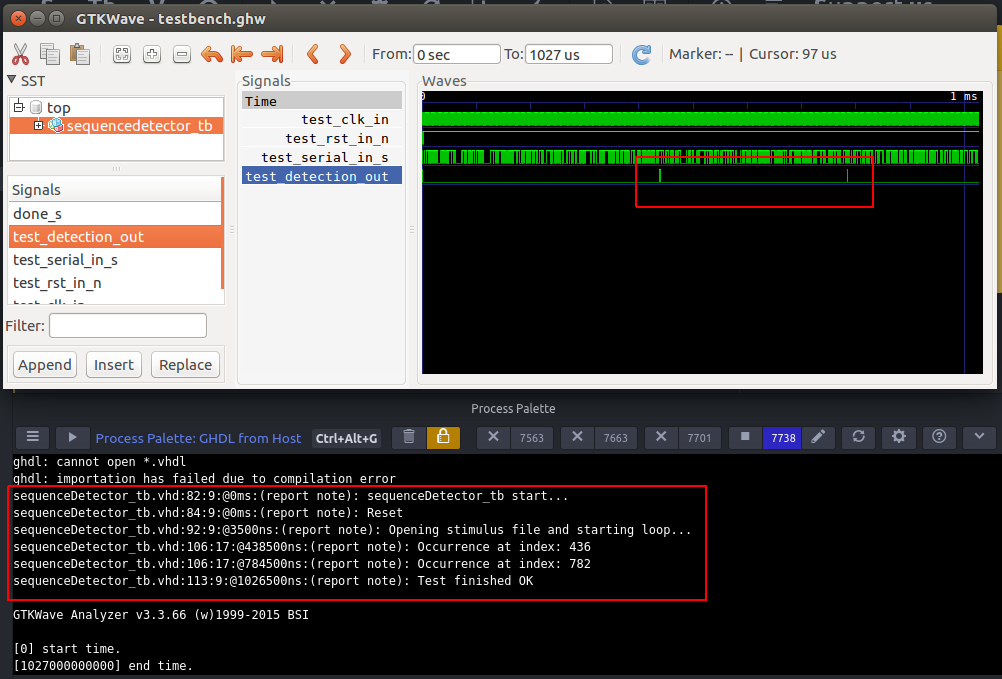 GTKWave - testbench.ghw
From: 0 sec To: 1027 us Marker: -- | Cursor: 97 us
SST
top
sequencedetector_tb
Signals
done_s
test_detection_out
test_serial_in_s
test_rst_in_n
test_clk_in
Filter:
Append Insert Replace
Signals
Time
test_clk_in
test_rst_in_n
test_serial_in_s
test_detection_out
Waves
0 1 ms
Process Palette
Process Palette: GHDL from Host Ctrl+Alt+G 7563 7663 7701 7738
ghdl: cannot open *.vhdl
ghdl: importation has failed due to compilation error
sequenceDetector_tb.vhd:82:9:@0ms:(report note): sequenceDetector_tb start...
sequenceDetector_tb.vhd:84:9:@0ms:(report note): Reset
sequenceDetector_tb.vhd:92:9:@3500ns:(report note): Opening stimulus file and starting loop...
sequenceDetector_tb.vhd:106:17:@438500ns:(report note): Occurrence at index: 436
sequenceDetector_tb.vhd:106:17:@784500ns:(report note): Occurrence at index: 782
sequenceDetector_tb.vhd:113:9:@1026500ns:(report note): Test finished OK
GTKWave Analyzer v3.3.66 (w)1999-2015 BSI
[0] start time.
[1027000000000] end time.